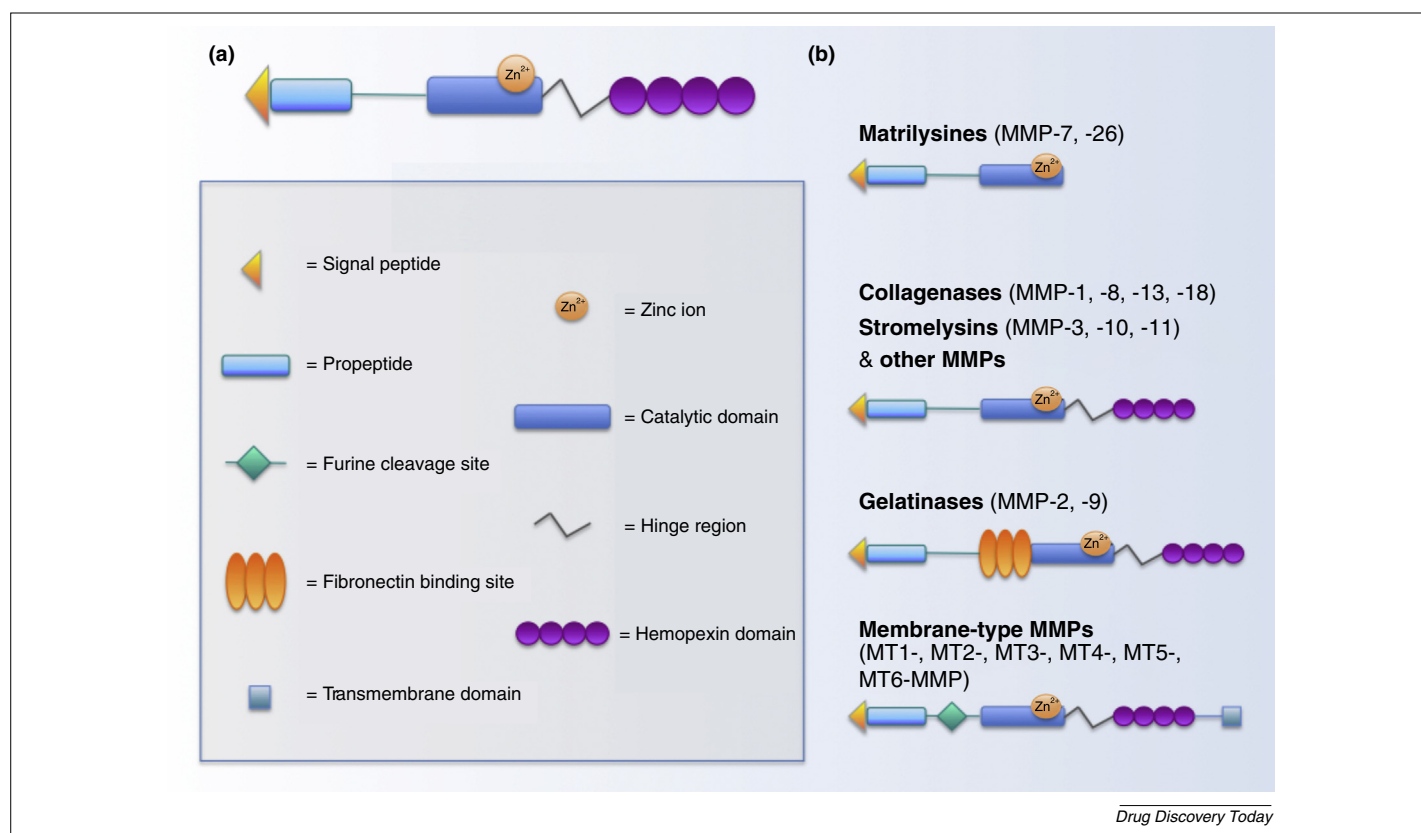 (a)
Zn2+
= Signal peptide
= Propeptide
= Furine cleavage site
= Fibronectin binding site
= Transmembrane domain
Zn2+
= Zinc ion
= Catalytic domain
= Hinge region
= Hemopexin domain
(b)
Matrilysines (MMP-7, -26)
Zn2+
Collagenases (MMP-1, -8, -13, -18)
Stromelysins (MMP-3, -10, -11)
& other MMPs
Zn2+
Gelatinases (MMP-2, -9)
Zn2+
Membrane-type MMPs
(MT1-, MT2-, MT3-, MT4-, MT5-,
MT6-MMP)
Zn2+
Drug Discovery Today